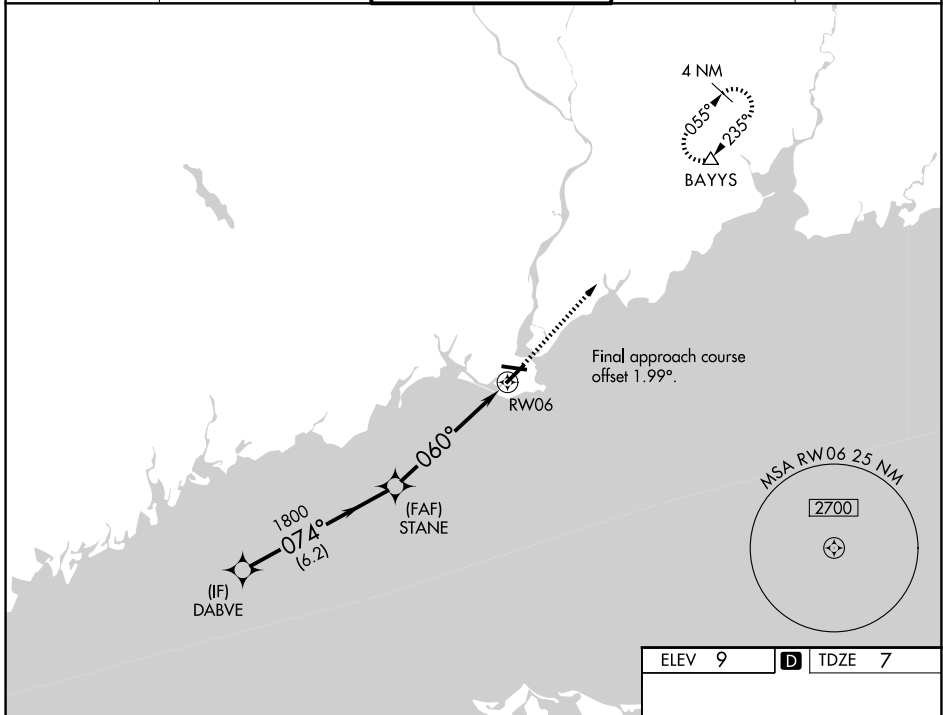 4 NM
055°
235°
BAYYS
Final approach course
offset 1.99°.
RW06
060°
MSA RW06 25 NM
2700
(FAF)
STANE
1800
074°
(6.2)
(IF)
DABVE
ELEV 9 D TDZE 7